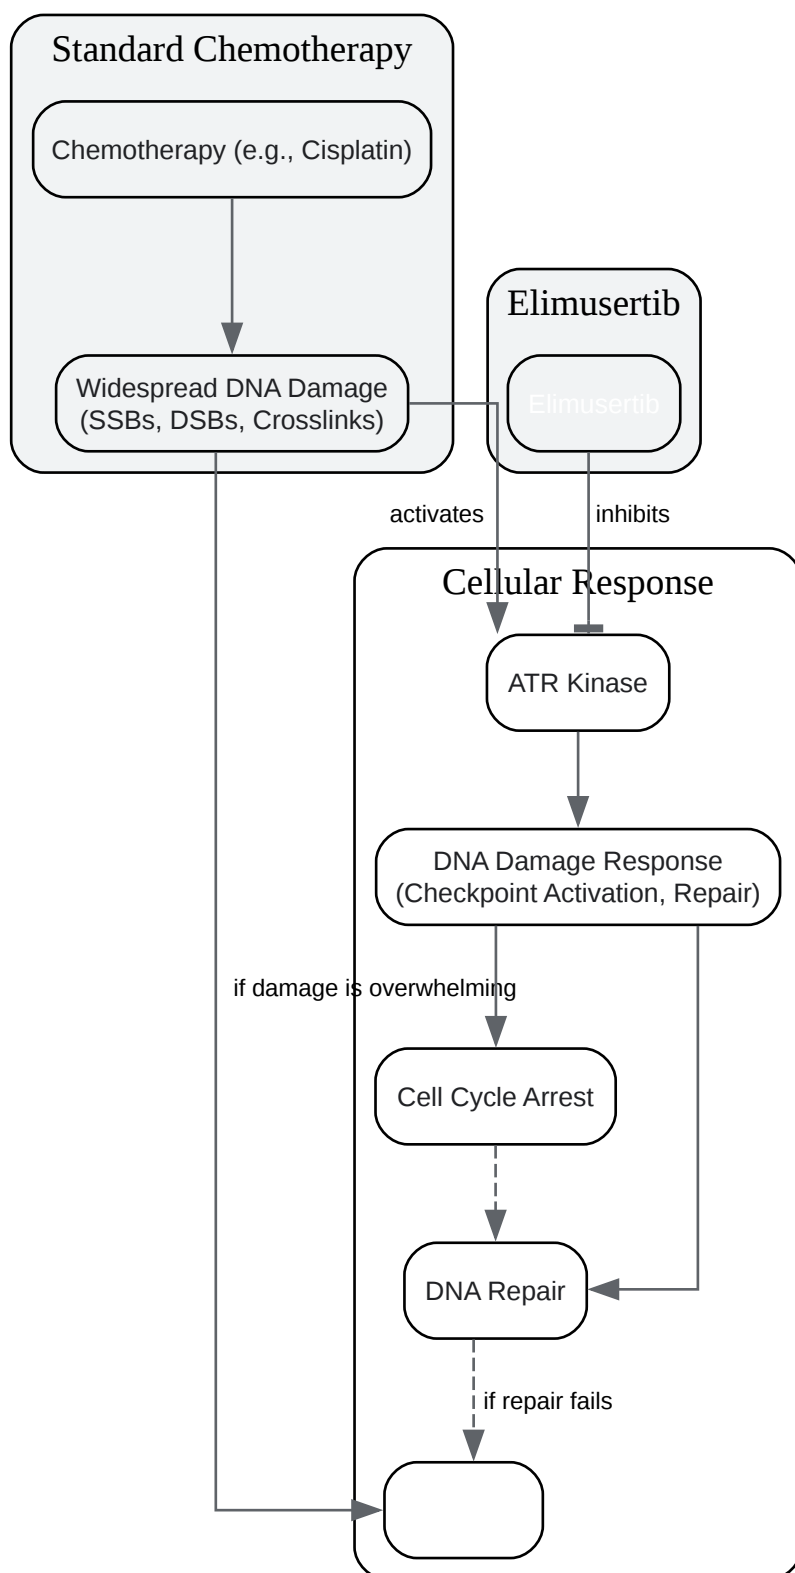 Standard Chemotherapy
Chemotherapy (e.g., Cisplatin)
Elimusertib
Widespread DNA Damage
(SSBs, DSBs, Crosslinks)
Elimusertib
activates
inhibits
Cellular Response
ATR Kinase
DNA Damage Response
(Checkpoint Activation, Repair)
if damage is overwhelming
Cell Cycle Arrest
DNA Repair
if repair fails